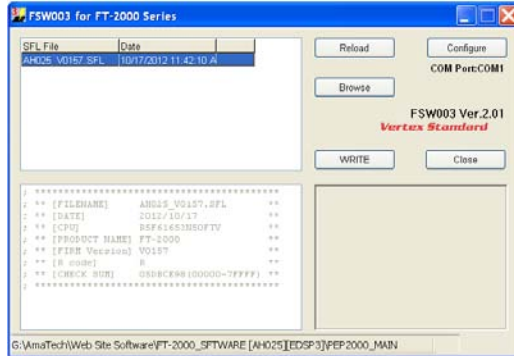 FSW003 for FT-2000 Series
SFL File Date
AH025_V0157.SFL 10/17/2012 11:42:10 A
Reload
Configure
COM Port:COM1
Browse
FSW003 Ver.2.01
Vertex Standard
WRITE
Close
; ******************************************
; ** [FILENAME] AH025_V0157.SFL **
; ** [DATE] 2012/10/17 **
; ** [CPU] **
; ** [PRODUCT NAME] FT-2000 **
; ** [FIRM Version] V0157 **
; ** [H code] **
; ** [CHECK SUM] (00000-7FFFF) **
; ******************************************
G:\AmaTech\Web Site Software\FT-2000_SFTWARE [AH025][EDSP3]\PEP2000_MAIN